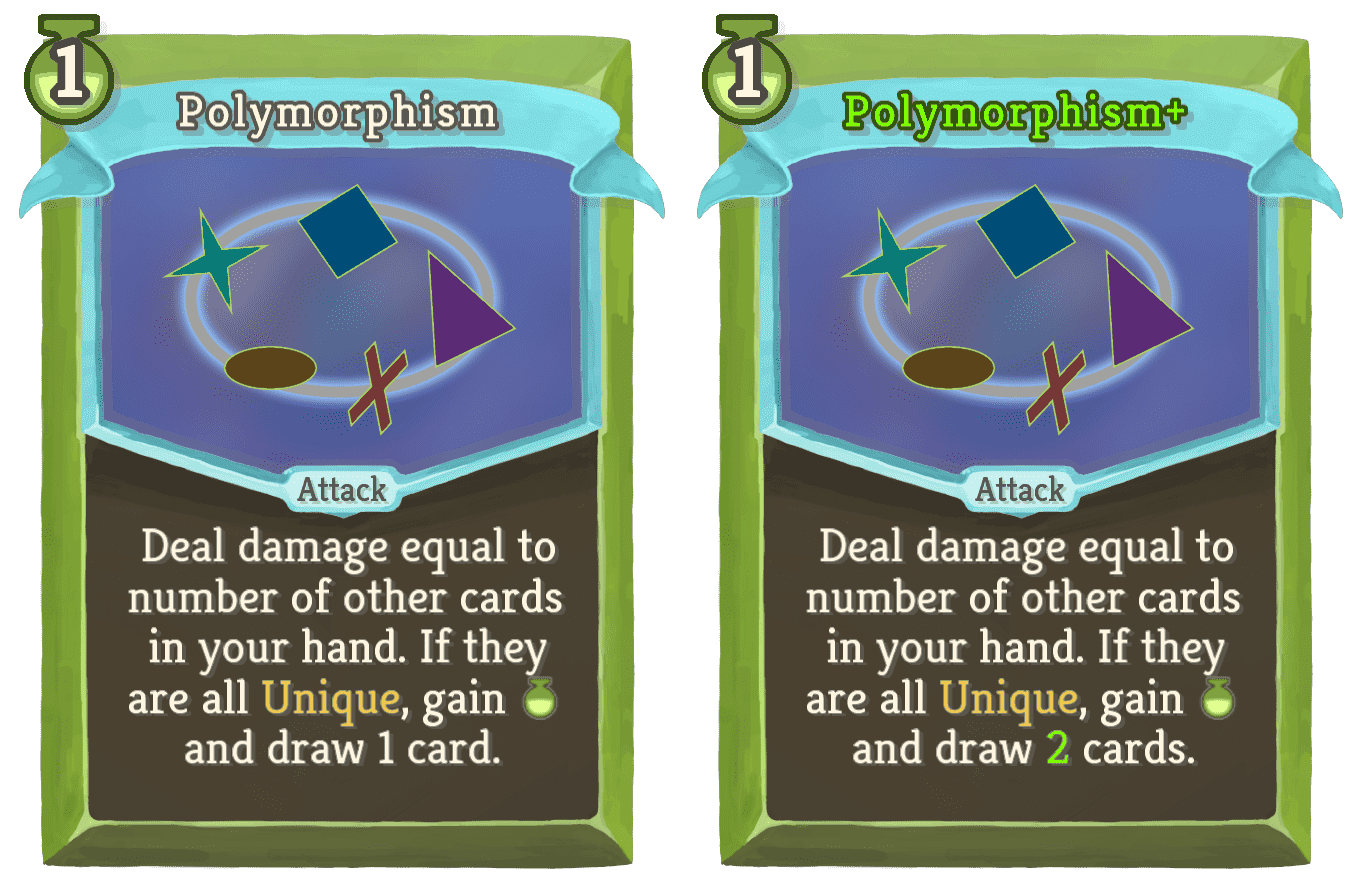 1
Polymorphism
Attack
Deal damage equal to
number of other cards
in your hand. If they
are all Unique, gain
and draw 1 card.
1
Polymorphism+
Attack
Deal damage equal to
number of other cards
in your hand. If they
are all Unique, gain
and draw 2 cards.